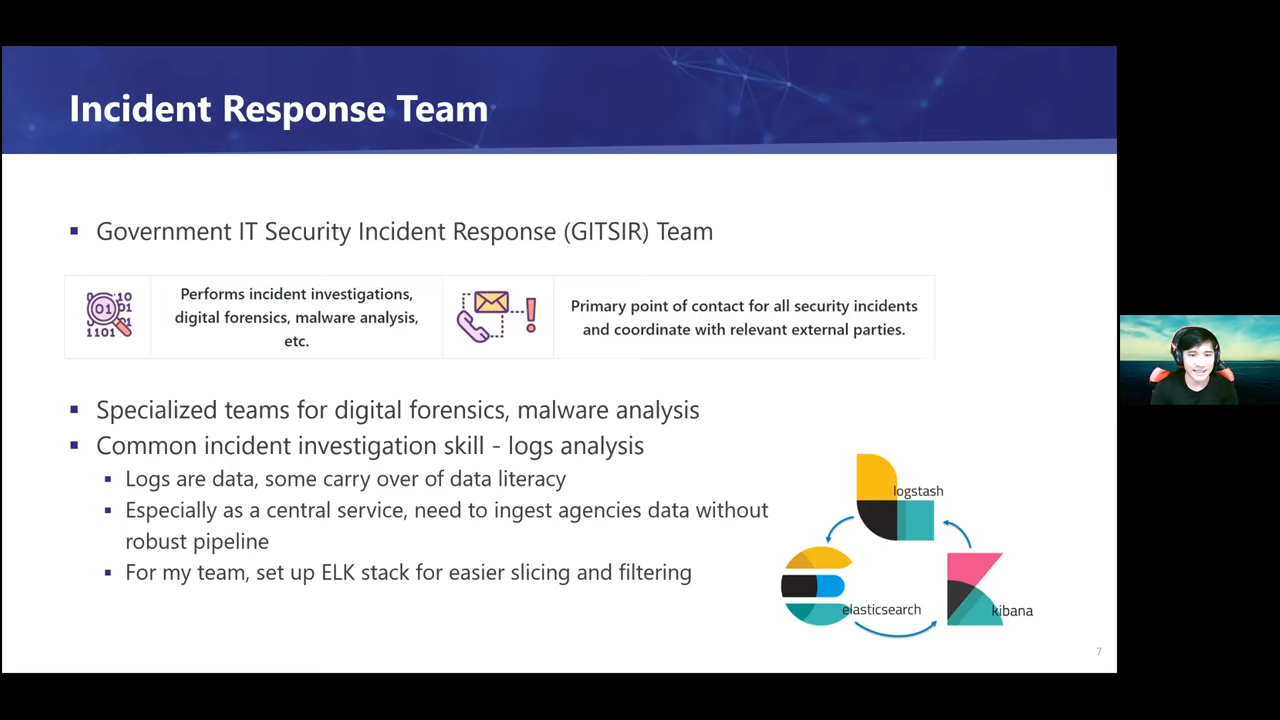 Incident Response Team
Government IT Security Incident Response (GITSIR) Team
Performs incident investigations,
digital forensics, malware analysis,
etc.
Primary point of contact for all security incidents
and coordinate with relevant external parties.
Specialized teams for digital forensics, malware analysis
Common incident investigation skill - logs analysis
Logs are data, some carry over of data literacy
Especially as a central service, need to ingest agencies data without
robust pipeline
For my team, set up ELK stack for easier slicing and filtering
logstash
elasticsearch
kibana
7